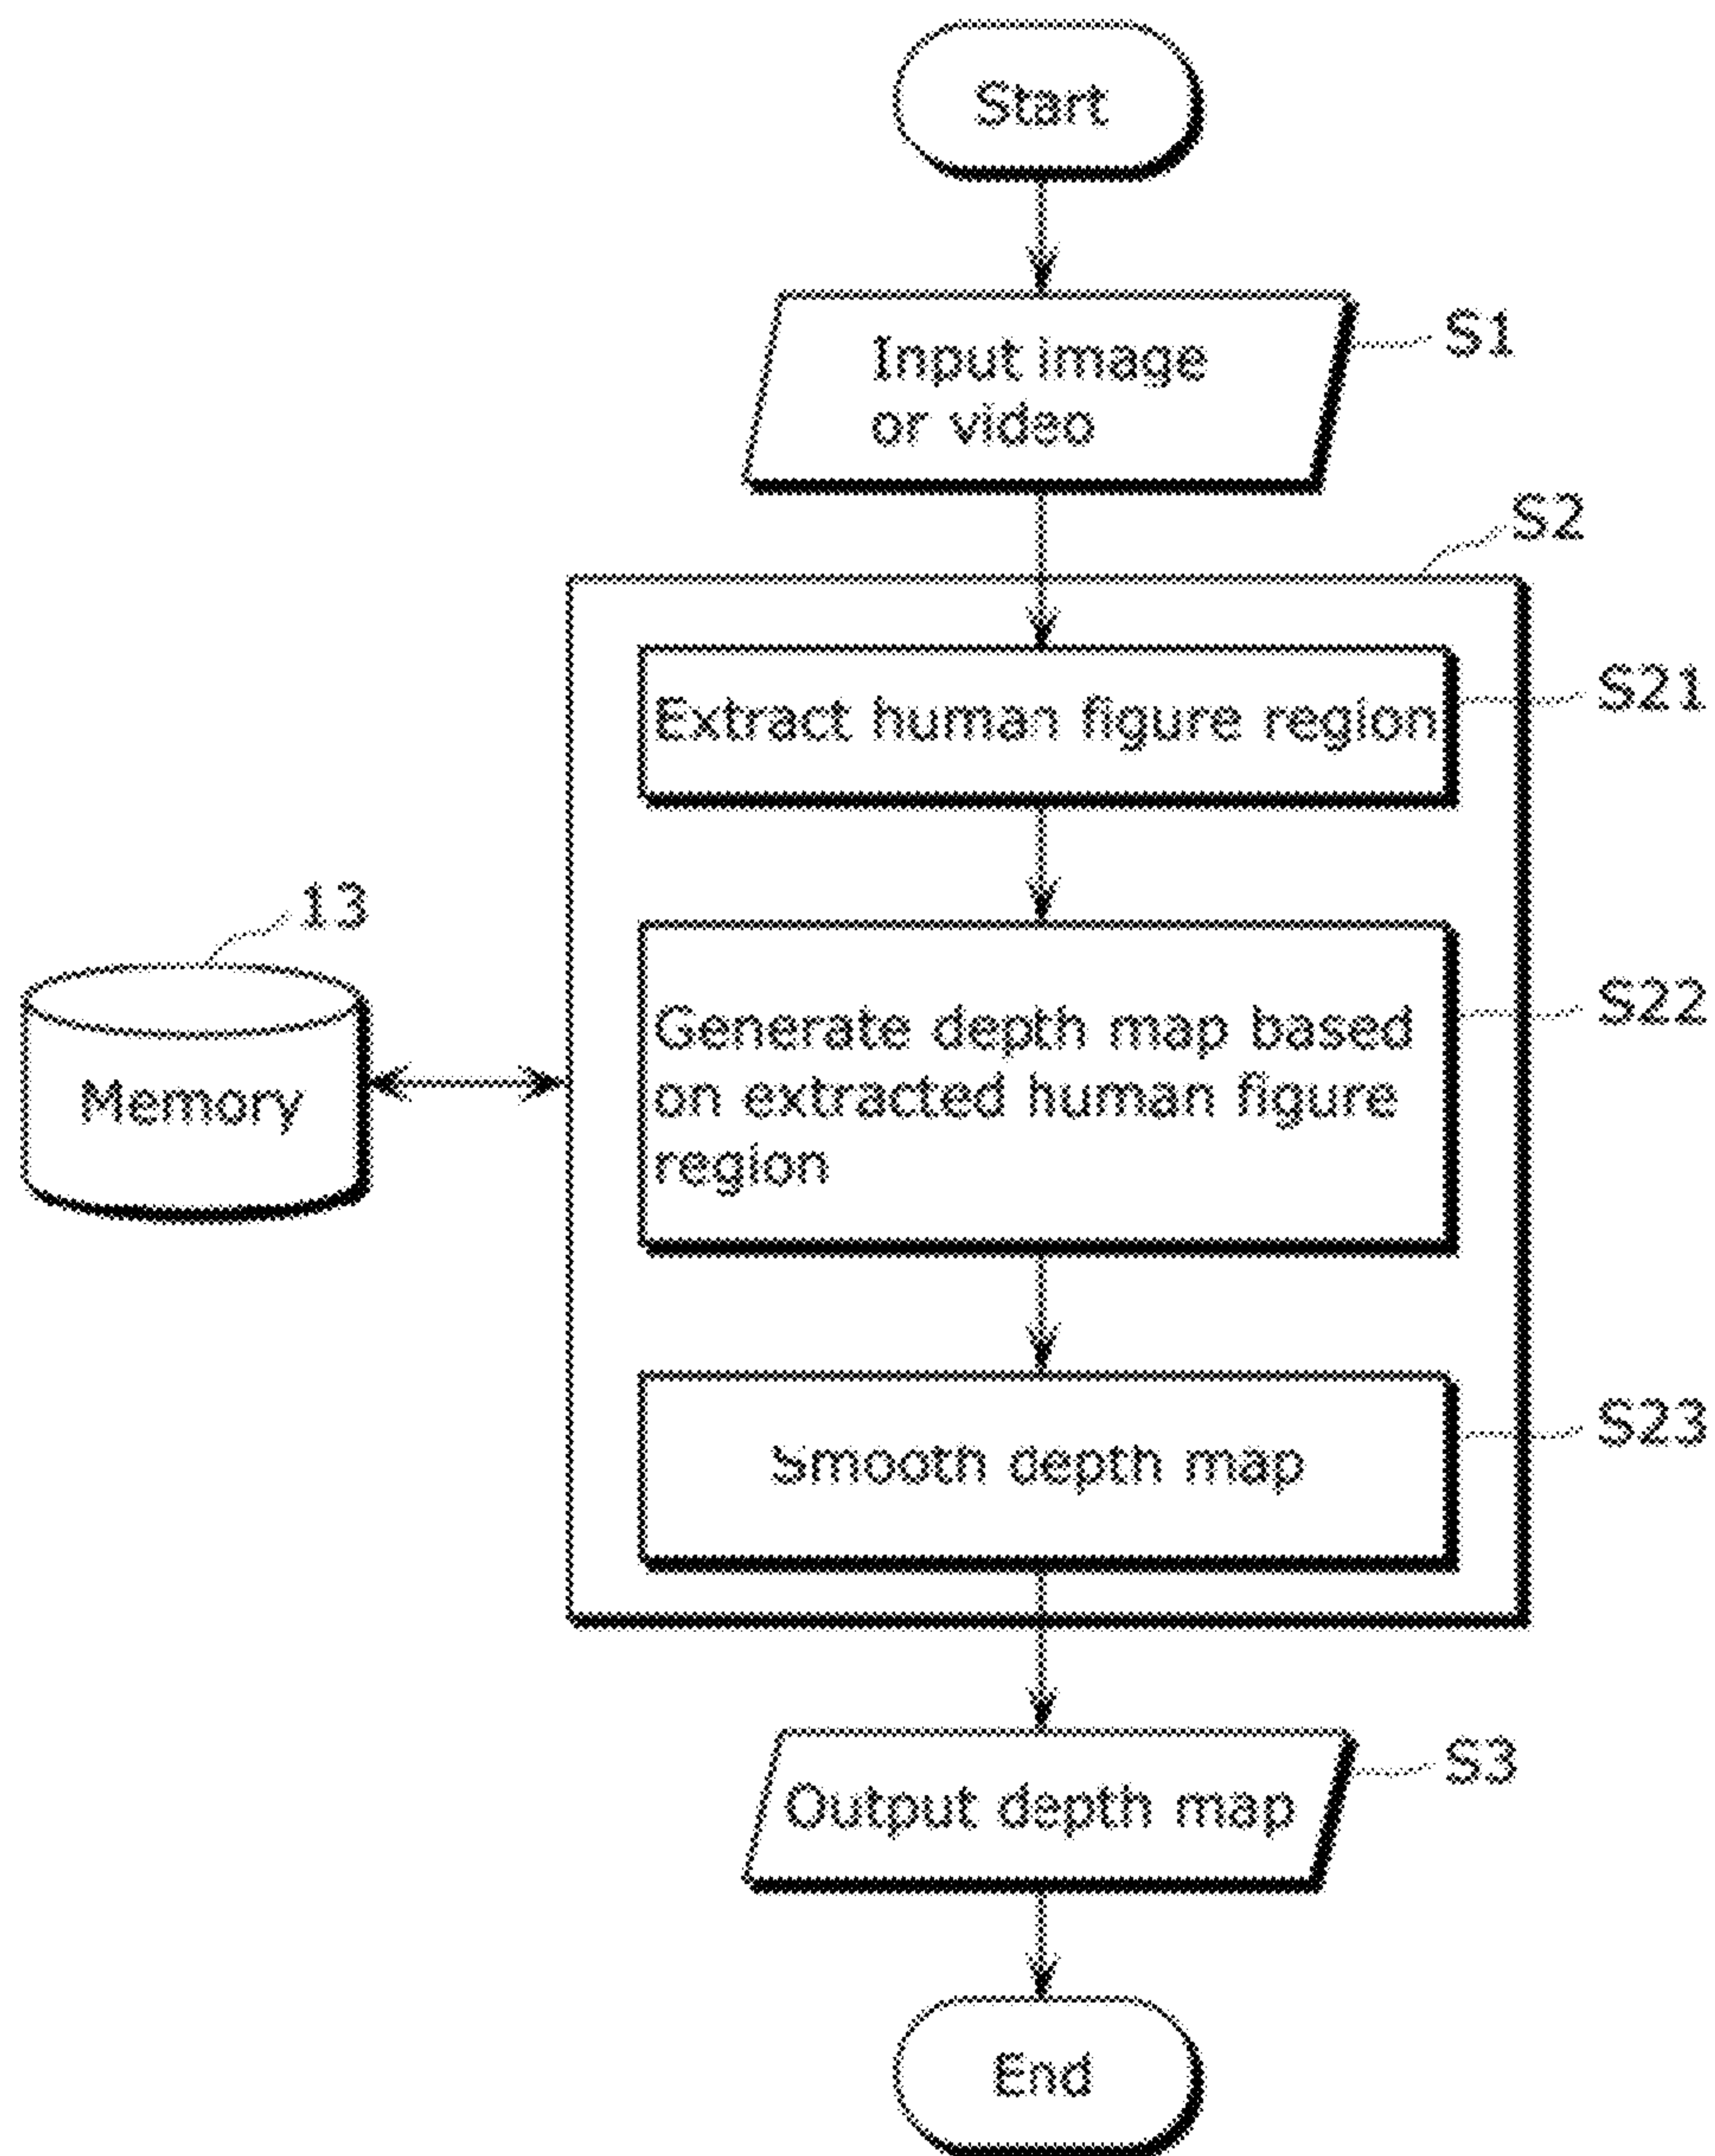 Start
Input image
or video
S1
S2
Extract human figure region
S21
13
Memory
Generate depth map based
on extracted human figure
region
S22
Smooth depth map
S23
Output depth map
S3
End